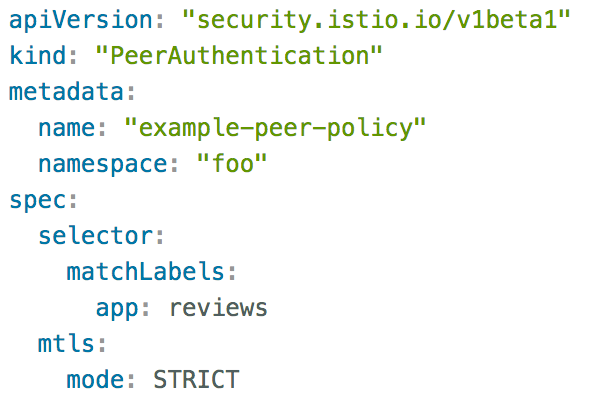 apiVersion: "security.istio.io/v1beta1"
kind: "PeerAuthentication"
metadata:
  name: "example-peer-policy"
  namespace: "foo"
spec:
  selector:
    matchLabels:
      app: reviews
  mtls:
    mode: STRICT